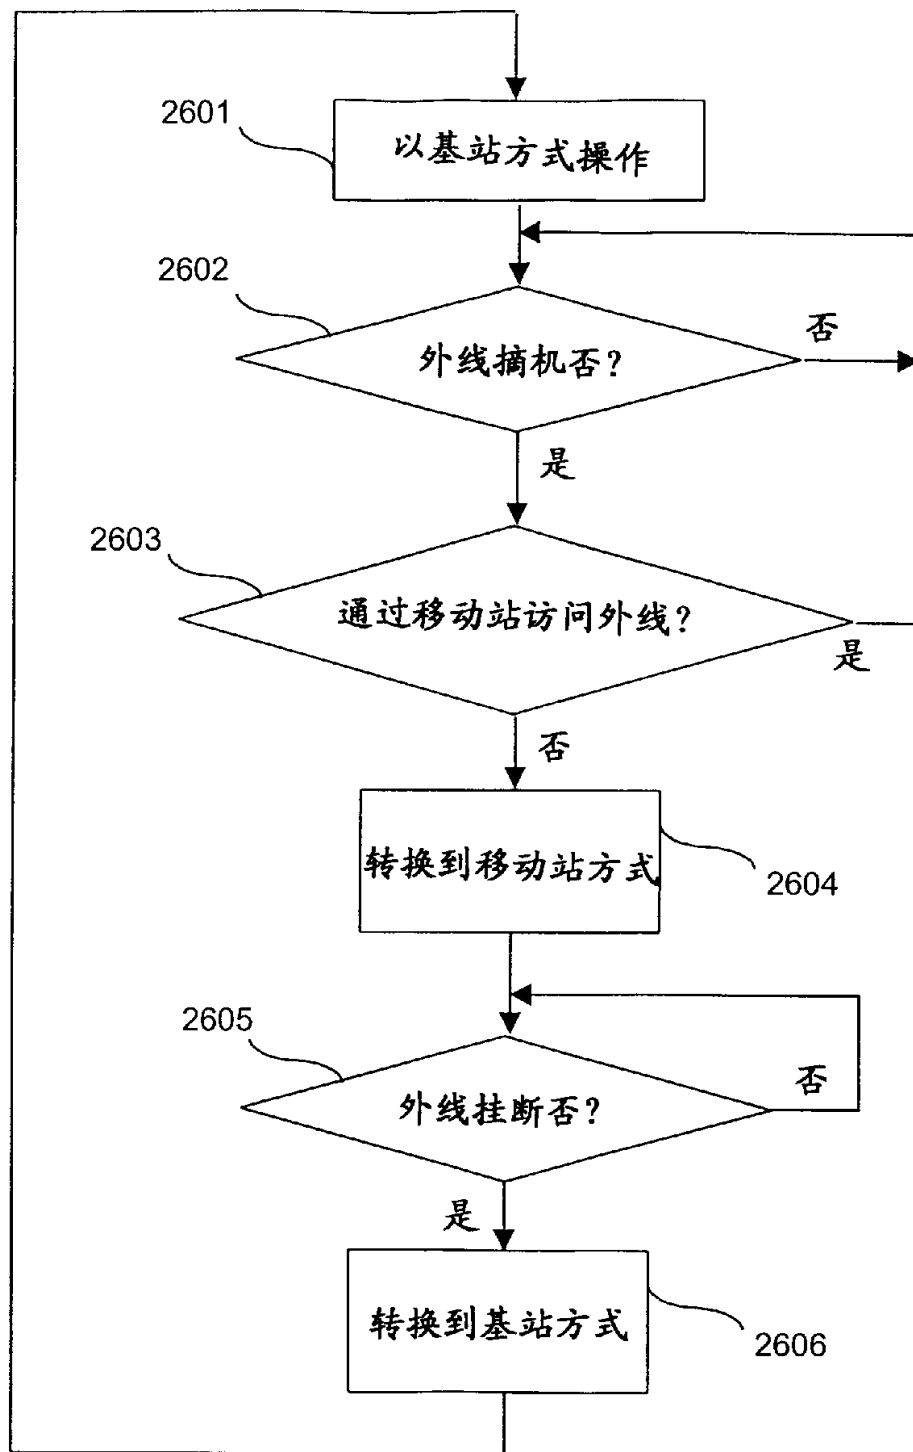 2601
以基站方式操作
2602
外线摘机否?
否
是
2603
通过移动站访问外线?
是
否
转换到移动站方式
2604
2605
外线挂断否?
否
是
转换到基站方式
2606